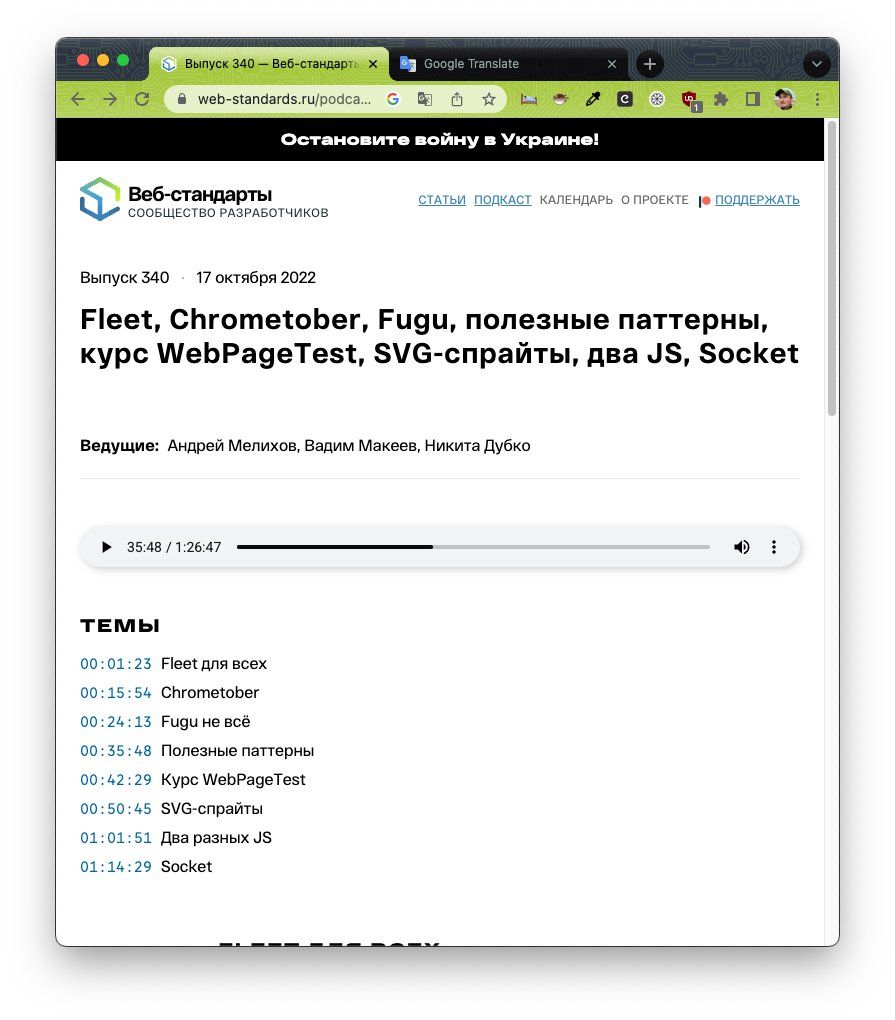 Выпуск 340 — Веб-стандарты
Google Translate
web-standards.ru/podca...
1
Остановите войну в Украине!
Веб-стандарты
СООБЩЕСТВО РАЗРАБОТЧИКОВ
СТАТЬИ ПОДКАСТ КАЛЕНДАРЬ О ПРОЕКТЕ ПОДДЕРЖАТЬ
Выпуск 340 · 17 октября 2022
Fleet, Chrometober, Fugu, полезные паттерны,
курс WebPageTest, SVG-спрайты, два JS, Socket
Ведущие: Андрей Мелихов, Вадим Макеев, Никита Дубко
35:48 / 1:26:47
ТЕМЫ
00:01:23 Fleet для всех
00:15:54 Chrometober
00:24:13 Fugu не всё
00:35:48 Полезные паттерны
00:42:29 Курс WebPageTest
00:50:45 SVG-спрайты
01:01:51 Два разных JS
01:14:29 Socket
FLEET ДЛЯ ВСЕХ